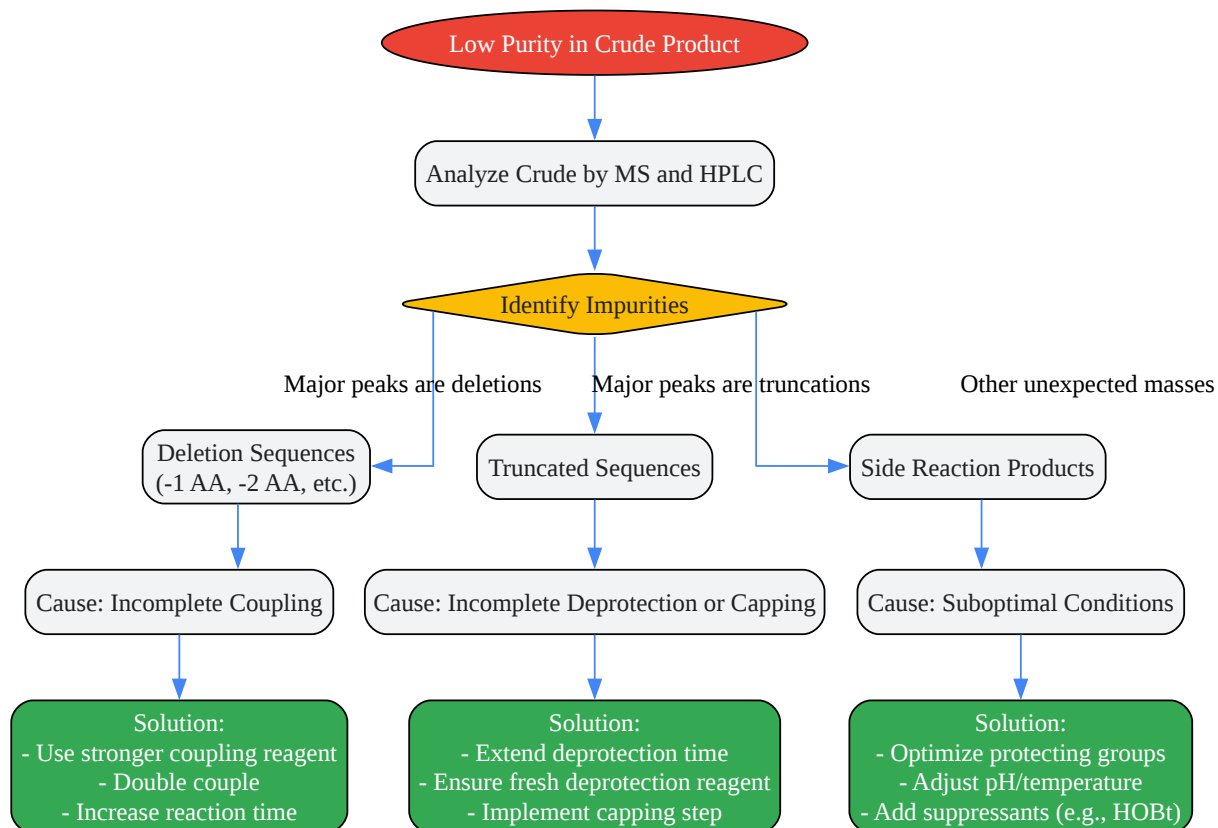 Low Purity in Crude Product
Analyze Crude by MS and HPLC
Identify Impurities
Major peaks are deletions
Major peaks are truncations
Other unexpected masses
Deletion Sequences
(-1 AA, -2 AA, etc.)
Truncated Sequences
Side Reaction Products
Cause: Incomplete Coupling
Cause: Incomplete Deprotection or Capping
Cause: Suboptimal Conditions
Solution:
- Use stronger coupling reagent
- Double couple
- Increase reaction time
Solution:
- Extend deprotection time
- Ensure fresh deprotection reagent
- Implement capping step
Solution:
- Optimize protecting groups
- Adjust pH/temperature
- Add suppressants (e.g., HOBt)